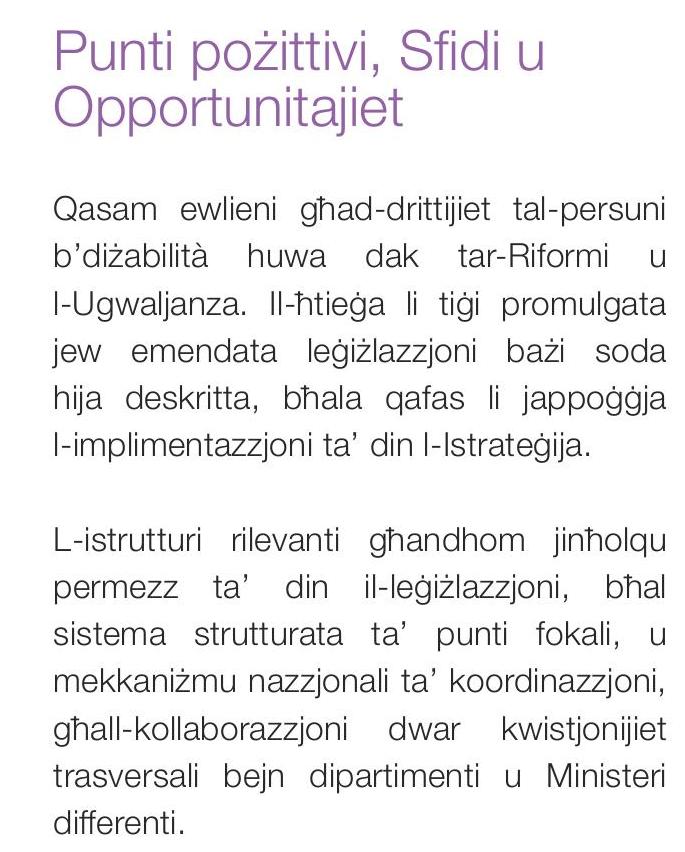 Punti pożittivi, Sfidi u
Opportunitajiet
Qasam ewlieni għad-drittijiet tal-persuni
b’diżabilità huwa dak tar-Riformi u
l-Ugwaljanza. Il-ħtieġa li tiġi promulgata
jew emendata leġiżlazzjoni bażi soda
hija deskritta, bħala qafas li jappoġġja
l-implimentazzjoni ta’ din l-Istrateġija.
L-istrutturi rilevanti għandhom jinħolqu
permezz ta’ din il-leġiżlazzjoni, bħal
sistema strutturata ta’ punti fokali, u
mekkaniżmu nazzjonali ta’ koordinazzjoni,
għall-kollaborazzjoni dwar kwistjonijiet
trasversali bejn dipartimenti u Ministeri
differenti.